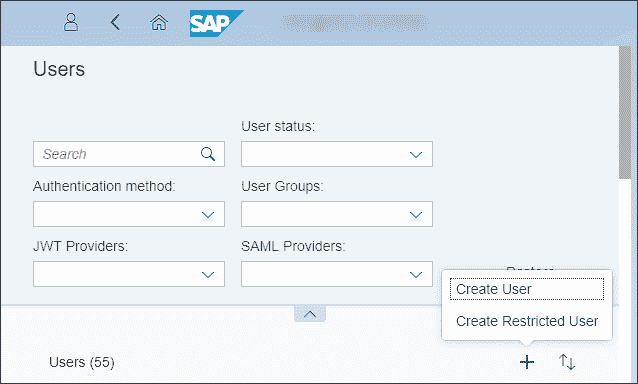 SAP
Users
User status:
Search
Authentication method:
User Groups:
JWT Providers:
SAML Providers:
Create User
Create Restricted User
Users (55)